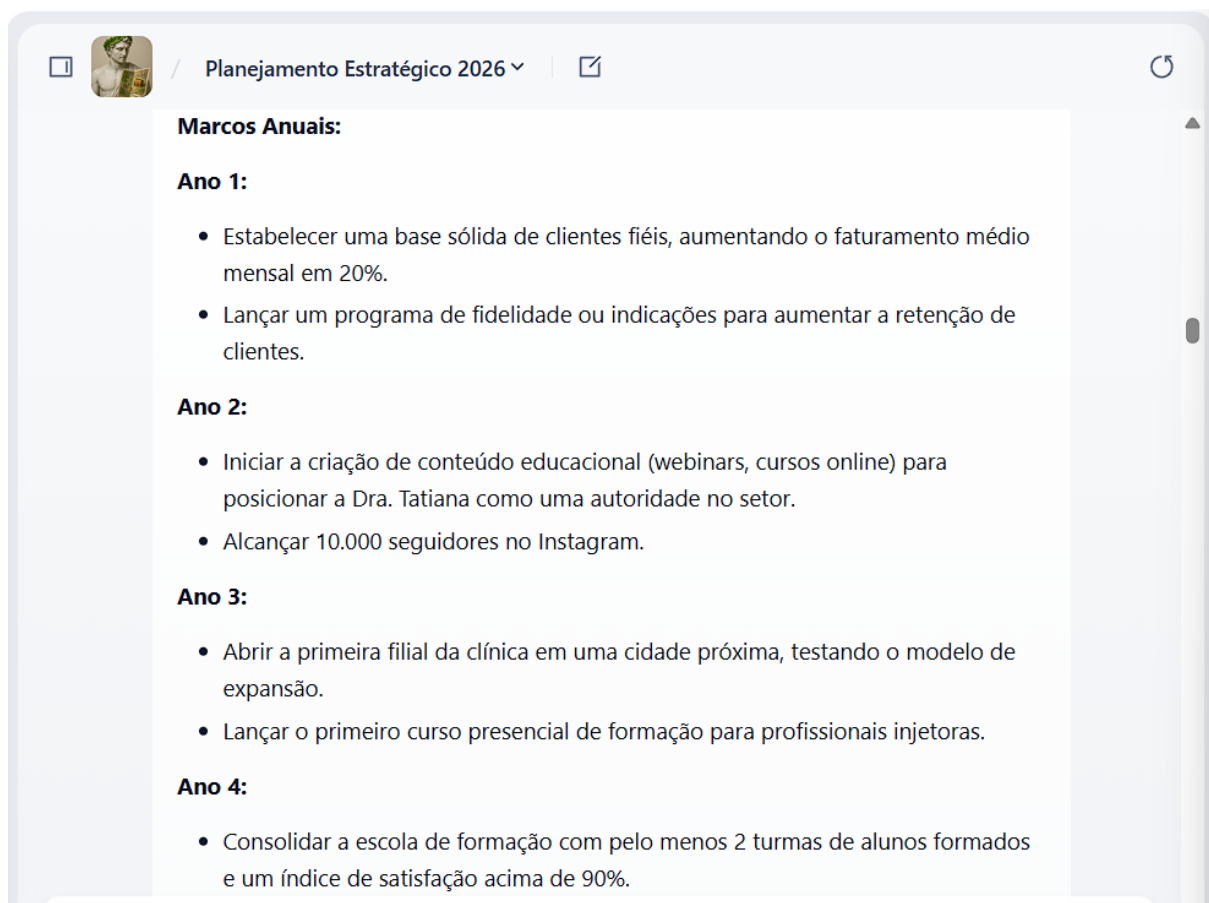 / Planejamento Estratégico 2026
Marcos Anuais:
Ano 1:
• Estabelecer uma base sólida de clientes fiéis, aumentando o faturamento médio
mensal em 20%.
• Lançar um programa de fidelidade ou indicações para aumentar a retenção de
clientes.
Ano 2:
• Iniciar a criação de conteúdo educacional (webinars, cursos online) para
posicionar a Dra. Tatiana como uma autoridade no setor.
• Alcançar 10.000 seguidores no Instagram.
Ano 3:
• Abrir a primeira filial da clínica em uma cidade próxima, testando o modelo de
expansão.
• Lançar o primeiro curso presencial de formação para profissionais injetoras.
Ano 4:
• Consolidar a escola de formação com pelo menos 2 turmas de alunos formados
e um índice de satisfação acima de 90%.